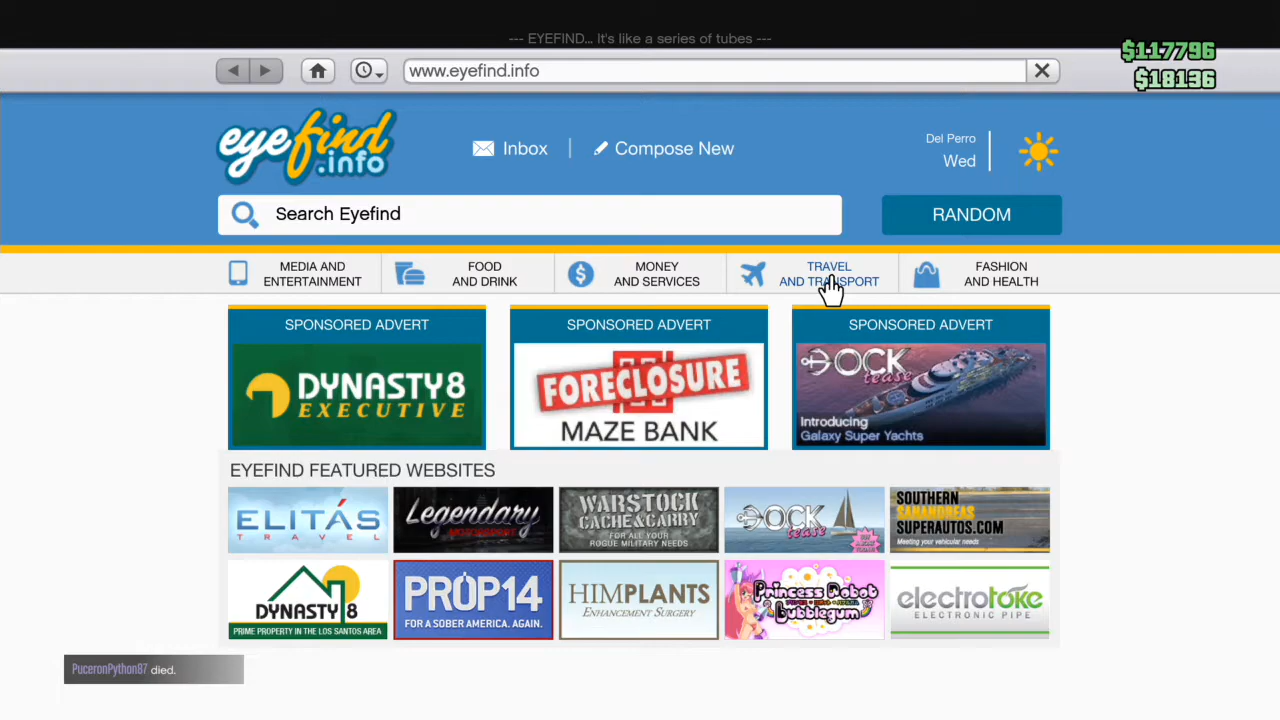 --- EYEFIND... It's like a series of tubes ---
$117796
$18136
www.eyefind.info
eyefind
.info
Inbox
Compose New
Del Perro
Wed
Search Eyefind
RANDOM
MEDIA AND
ENTERTAINMENT
FOOD
AND DRINK
MONEY
AND SERVICES
TRAVEL
AND TRANSPORT
FASHION
AND HEALTH
SPONSORED ADVERT
DYNASTY8
EXECUTIVE
SPONSORED ADVERT
FORECLOSURE
MAZE BANK
SPONSORED ADVERT
DOCK
tease
Introducing
Galaxy Super Yachts
EYEFIND FEATURED WEBSITES
ELITÁS
TRAVEL
Legendary
MOTORSPORT
WARSTOCK
CACHE&CARRY
FOR ALL YOUR
ROGUE MILITARY NEEDS
DOCK
tease
SOUTHERN
SANANDREAS
SUPERAUTOS.COM
Meeting your vehicular needs
DYNASTY 8
PRIME PROPERTY IN THE LOS SANTOS AREA
PROP14
FOR A SOBER AMERICA. AGAIN.
HIMPLANTS
ENHANCEMENT SURGERY
Princess Robot
Bubblegum
electrotoke
ELECTRONIC PIPE
PuceronPython87 died.